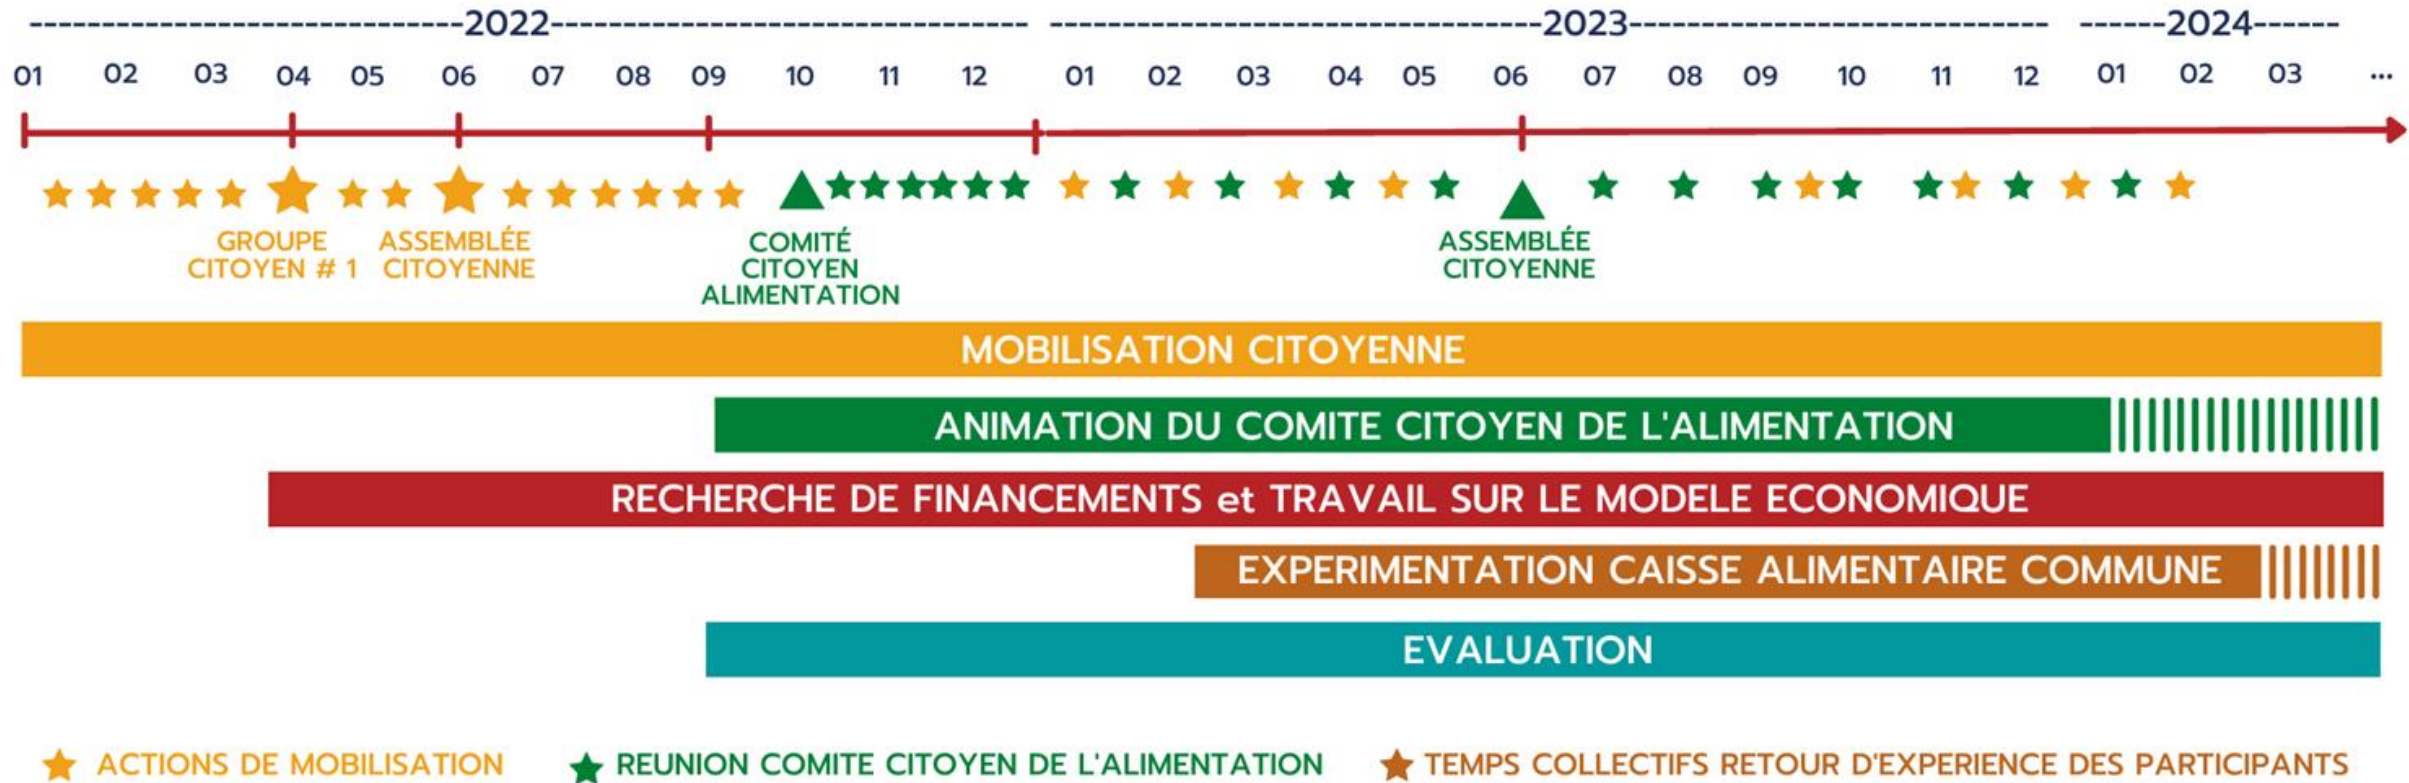 2022 2023 2024
01 02 03 04 05 06 07 08 09 10 11 12 01 02 03 04 05 06 07 08 09 10 11 12 01 02 03 ...
GROUPE
CITOYEN # 1
ASSEMBLÉE
CITOYENNE
COMITÉ
CITOYEN
ALIMENTATION
ASSEMBLÉE
CITOYENNE
MOBILISATION CITOYENNE
ANIMATION DU COMITE CITOYEN DE L'ALIMENTATION
RECHERCHE DE FINANCEMENTS et TRAVAIL SUR LE MODELE ECONOMIQUE
EXPERIMENTATION CAISSE ALIMENTAIRE COMMUNE
EVALUATION
ACTIONS DE MOBILISATION
REUNION COMITE CITOYEN DE L'ALIMENTATION
TEMPS COLLECTIFS RETOUR D'EXPERIENCE DES PARTICIPANTS